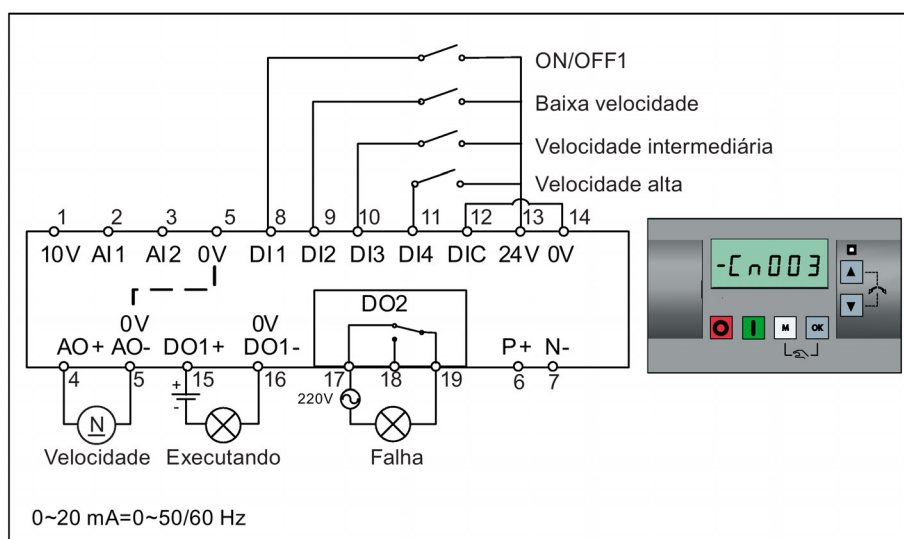 ON/OFF1
Baixa velocidade
Velocidade intermediária
Velocidade alta
1 2 3 5 8 9 10 11 12 13 14
10V AI1 AI2 0V DI1 DI2 DI3 DI4 DIC 24V 0V
-Cn003
DO2
0V 0V
AO+ AO- DO1+ DO1- P+ N-
M OK
4 5 15 16 17 18 19 6 7
+
-
220V
N
Velocidade Executando Falha
0~20 mA=0~50/60 Hz